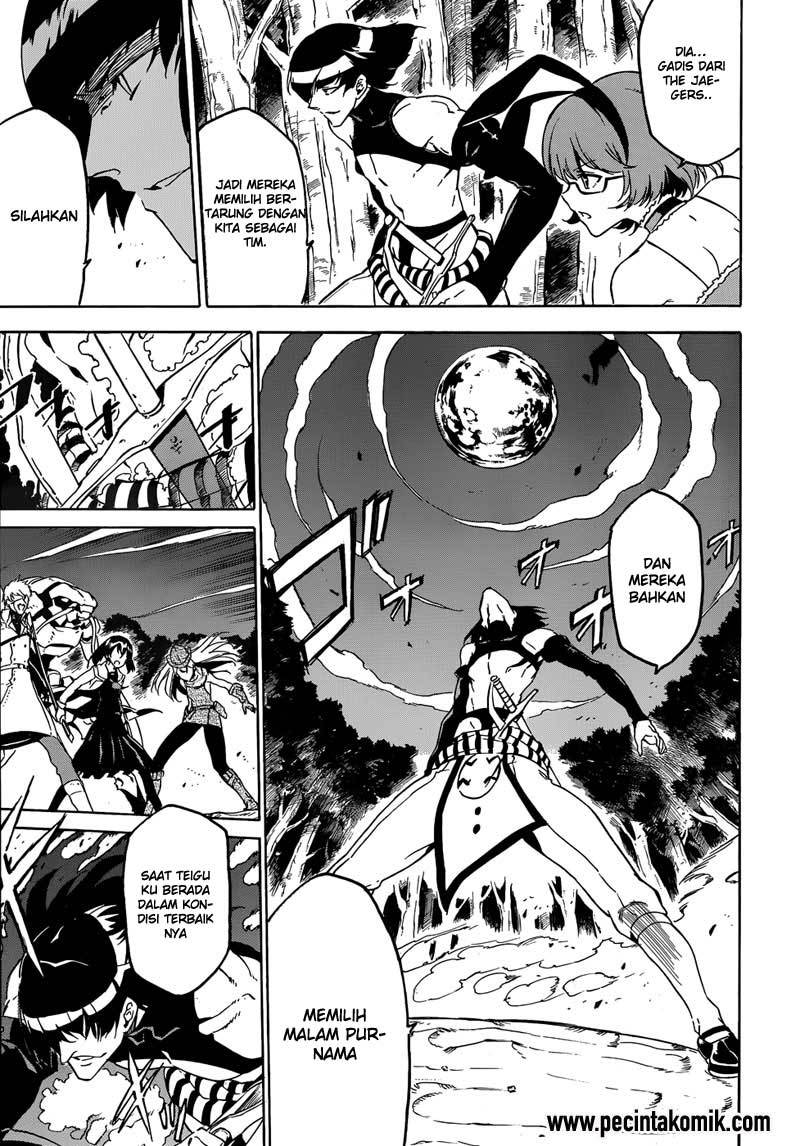 DIA...
GADIS DARI
THE JAE-
GERS..
JADI MEREKA
MEMILIH BER-
TARUNG DENGAN
KITA SEBAGAI
TIM.
SILAHKAN
DAN
MEREKA
BAHKAN
MEMILIH
MALAM PUR-
NAMA
SAAT TEIGU
KU BERADA
DALAM KON-
DISI TERBAIK
NYA
www.pecintakomik.com